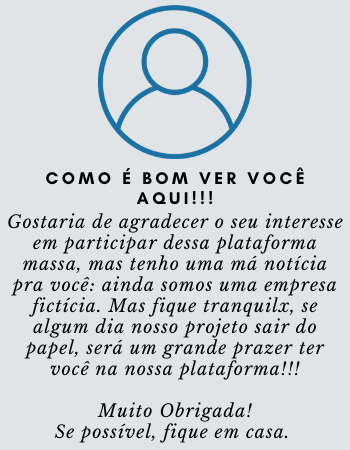 COMO É BOM VER VOCÊ
AQUI!!!
Gostaria de agradecer o seu interesse
em participar dessa plataforma
massa, mas tenho uma má notícia
pra você: ainda somos uma empresa
fictícia. Mas fique tranquilx, se
algum dia nosso projeto sair do
papel, será um grande prazer ter
você na nossa plataforma!!!
Muito Obrigada!
Se possível, fique em casa.